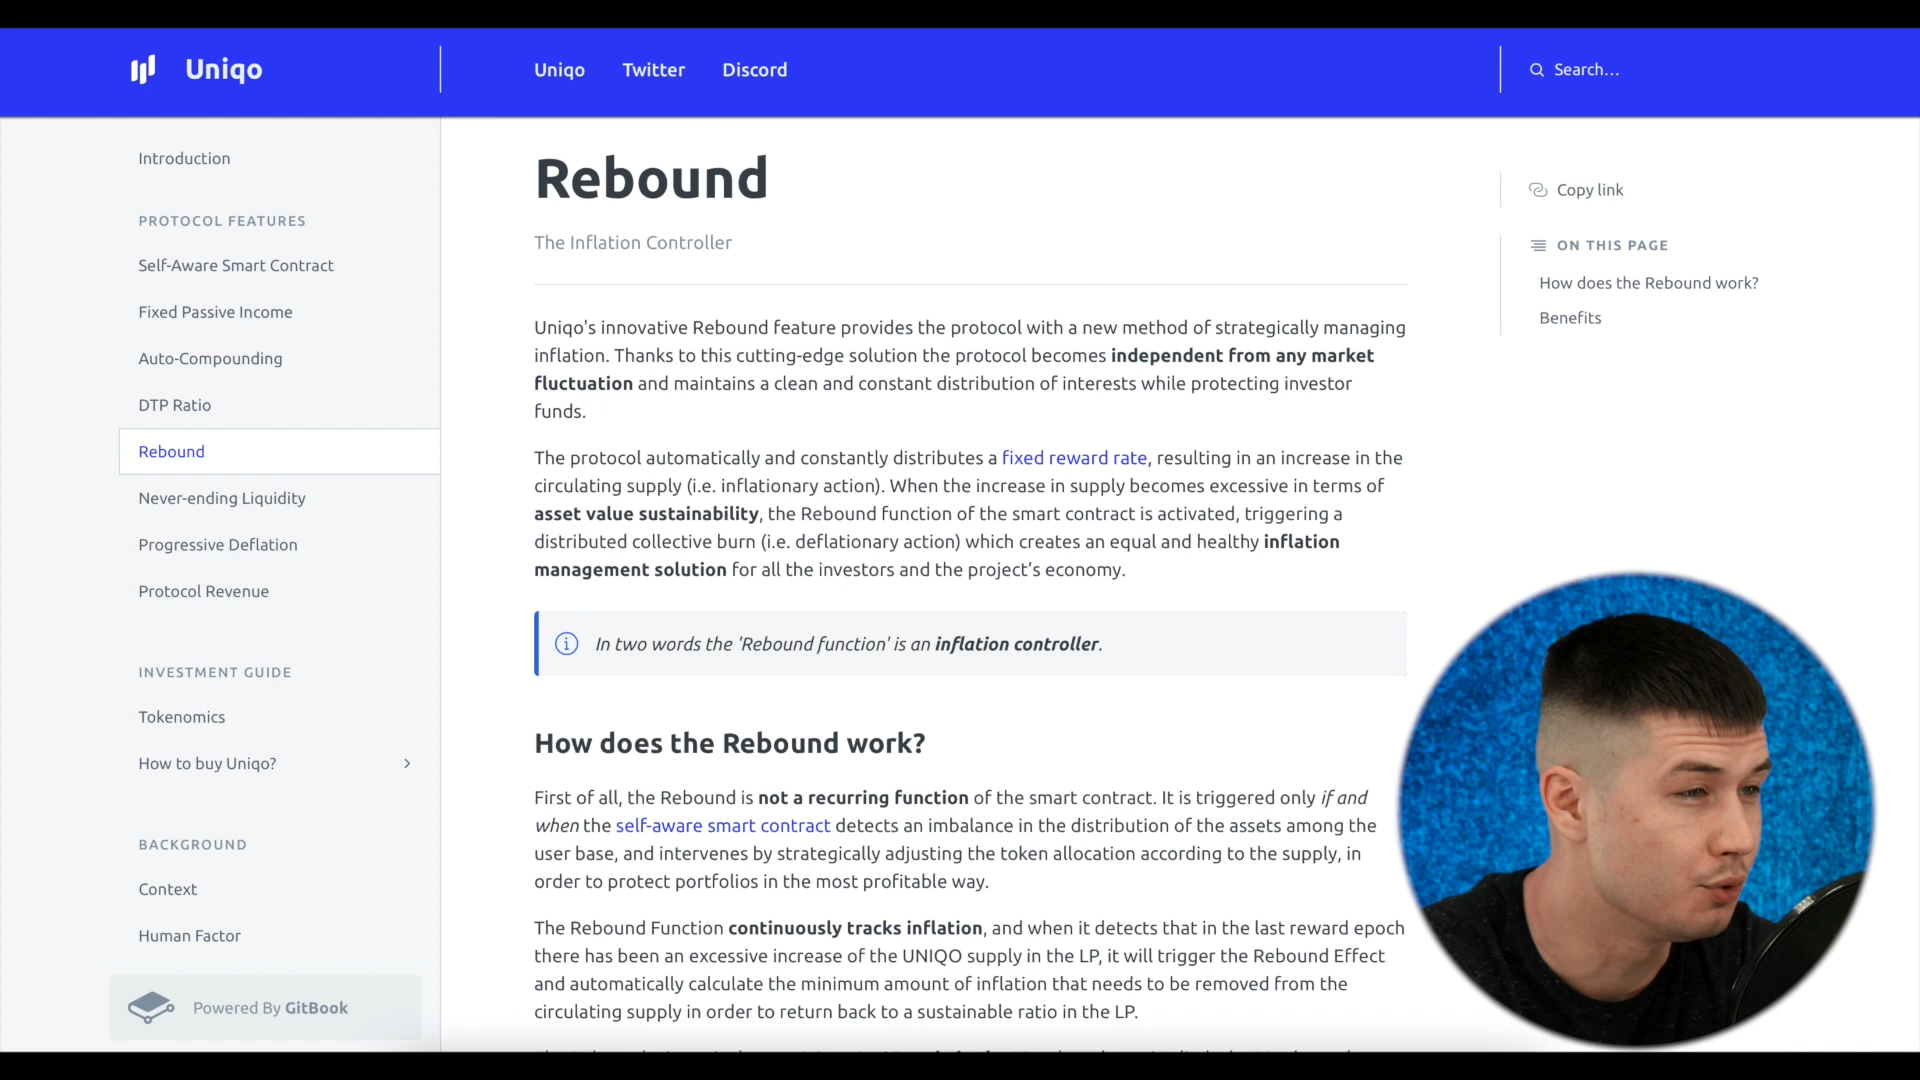 Uniqo
Uniqo Twitter Discord
Search...
Introduction
PROTOCOL FEATURES
Self-Aware Smart Contract
Fixed Passive Income
Auto-Compounding
DTP Ratio
Rebound
Never-ending Liquidity
Progressive Deflation
Protocol Revenue
INVESTMENT GUIDE
Tokenomics
How to buy Uniqo?
BACKGROUND
Context
Human Factor
Powered By GitBook
Rebound
The Inflation Controller
Uniqo's innovative Rebound feature provides the protocol with a new method of strategically managing
inflation. Thanks to this cutting-edge solution the protocol becomes independent from any market
fluctuation and maintains a clean and constant distribution of interests while protecting investor
funds.
The protocol automatically and constantly distributes a fixed reward rate, resulting in an increase in the
circulating supply (i.e. inflationary action). When the increase in supply becomes excessive in terms of
asset value sustainability, the Rebound function of the smart contract is activated, triggering a
distributed collective burn (i.e. deflationary action) which creates an equal and healthy inflation
management solution for all the investors and the project’s economy.
In two words the 'Rebound function' is an inflation controller.
How does the Rebound work?
First of all, the Rebound is not a recurring function of the smart contract. It is triggered only if and
when the self-aware smart contract detects an imbalance in the distribution of the assets among the
user base, and intervenes by strategically adjusting the token allocation according to the supply, in
order to protect portfolios in the most profitable way.
The Rebound Function continuously tracks inflation, and when it detects that in the last reward epoch
there has been an excessive increase of the UNIQO supply in the LP, it will trigger the Rebound Effect
and automatically calculate the minimum amount of inflation that needs to be removed from the
circulating supply in order to return back to a sustainable ratio in the LP.
Copy link
ON THIS PAGE
How does the Rebound work?
Benefits